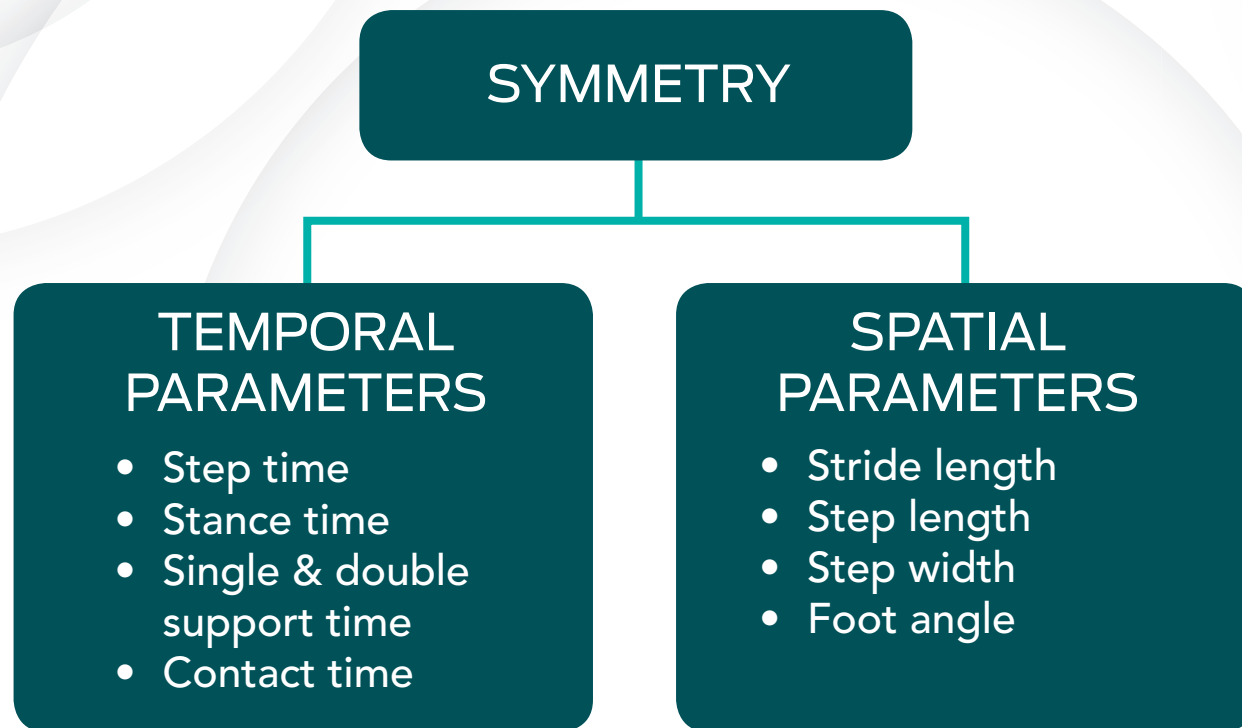 SYMMETRY
TEMPORAL
PARAMETERS
• Step time
• Stance time
• Single & double
support time
• Contact time
SPATIAL
PARAMETERS
• Stride length
• Step length
• Step width
• Foot angle